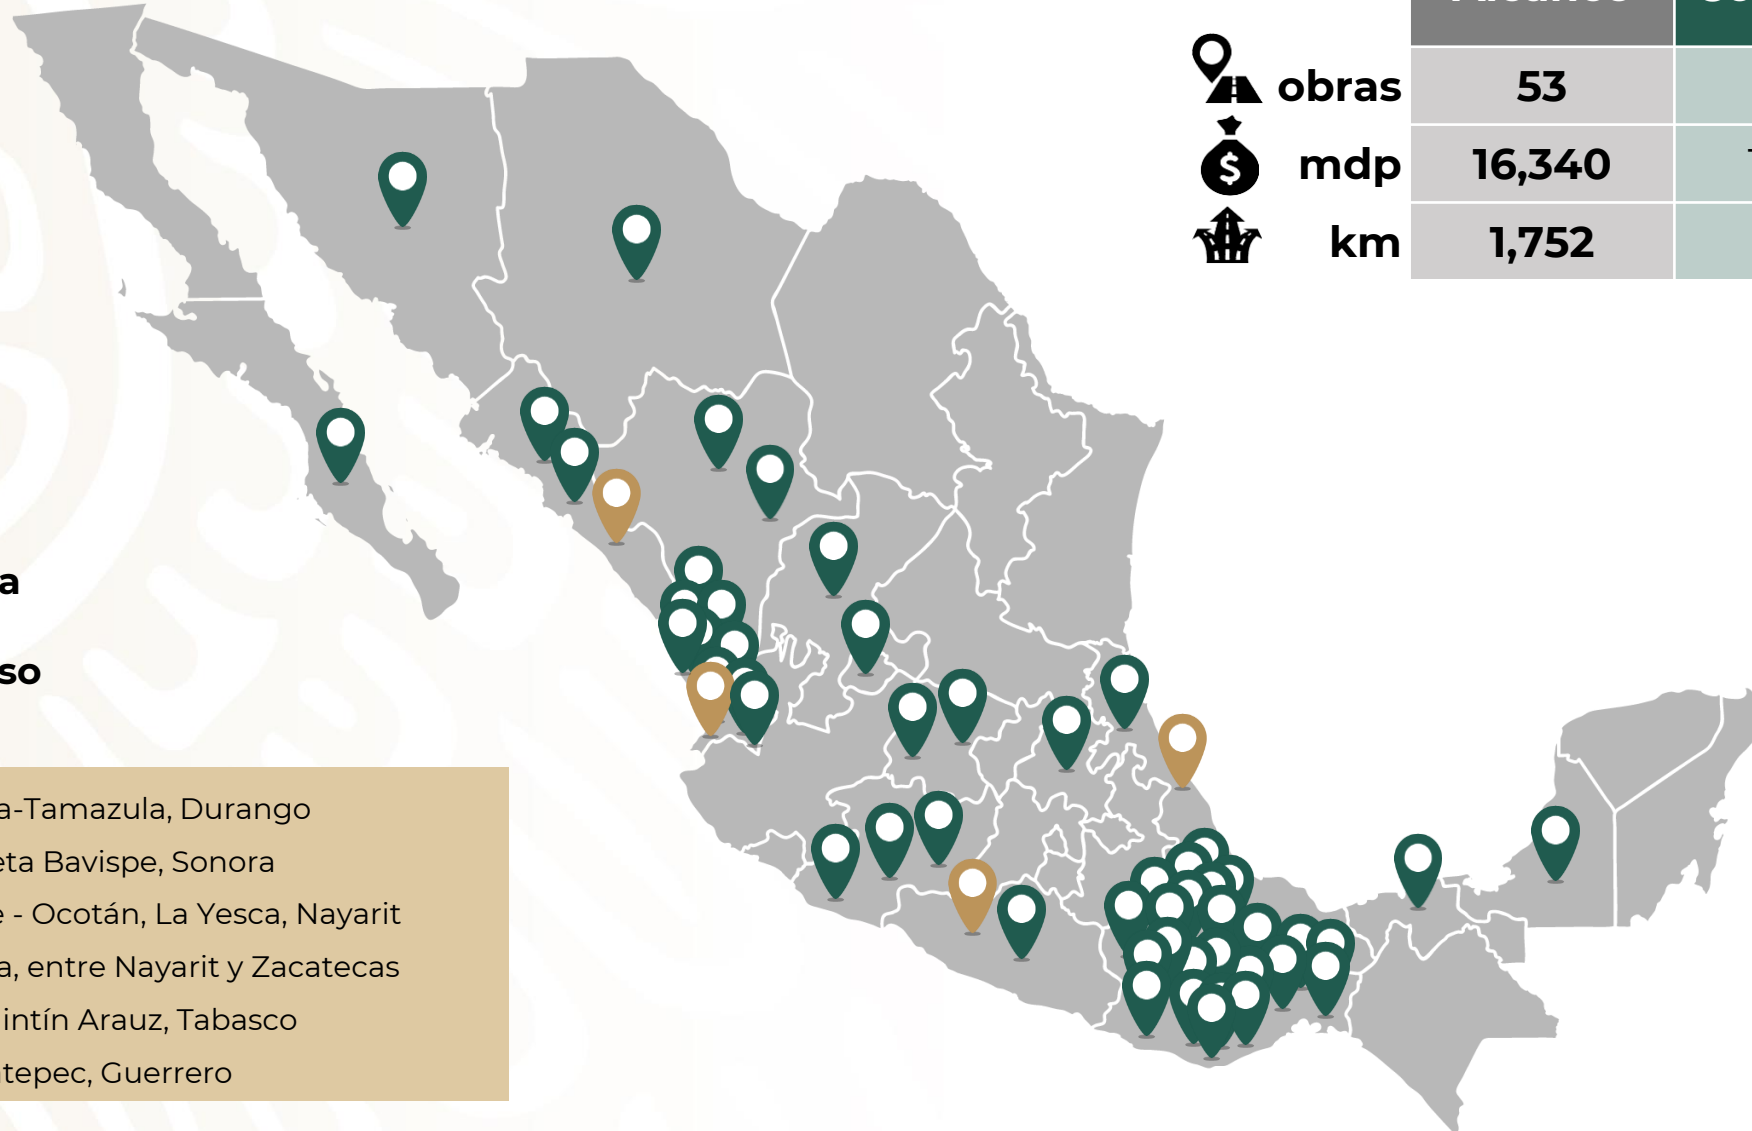 obras 53
mdp 16,340
km 1,752
a
so
a-Tamazula, Durango
eta Bavispe, Sonora
e - Ocotán, La Yesca, Nayarit
a, entre Nayarit y Zacatecas
intín Arauz, Tabasco
tepec, Guerrero